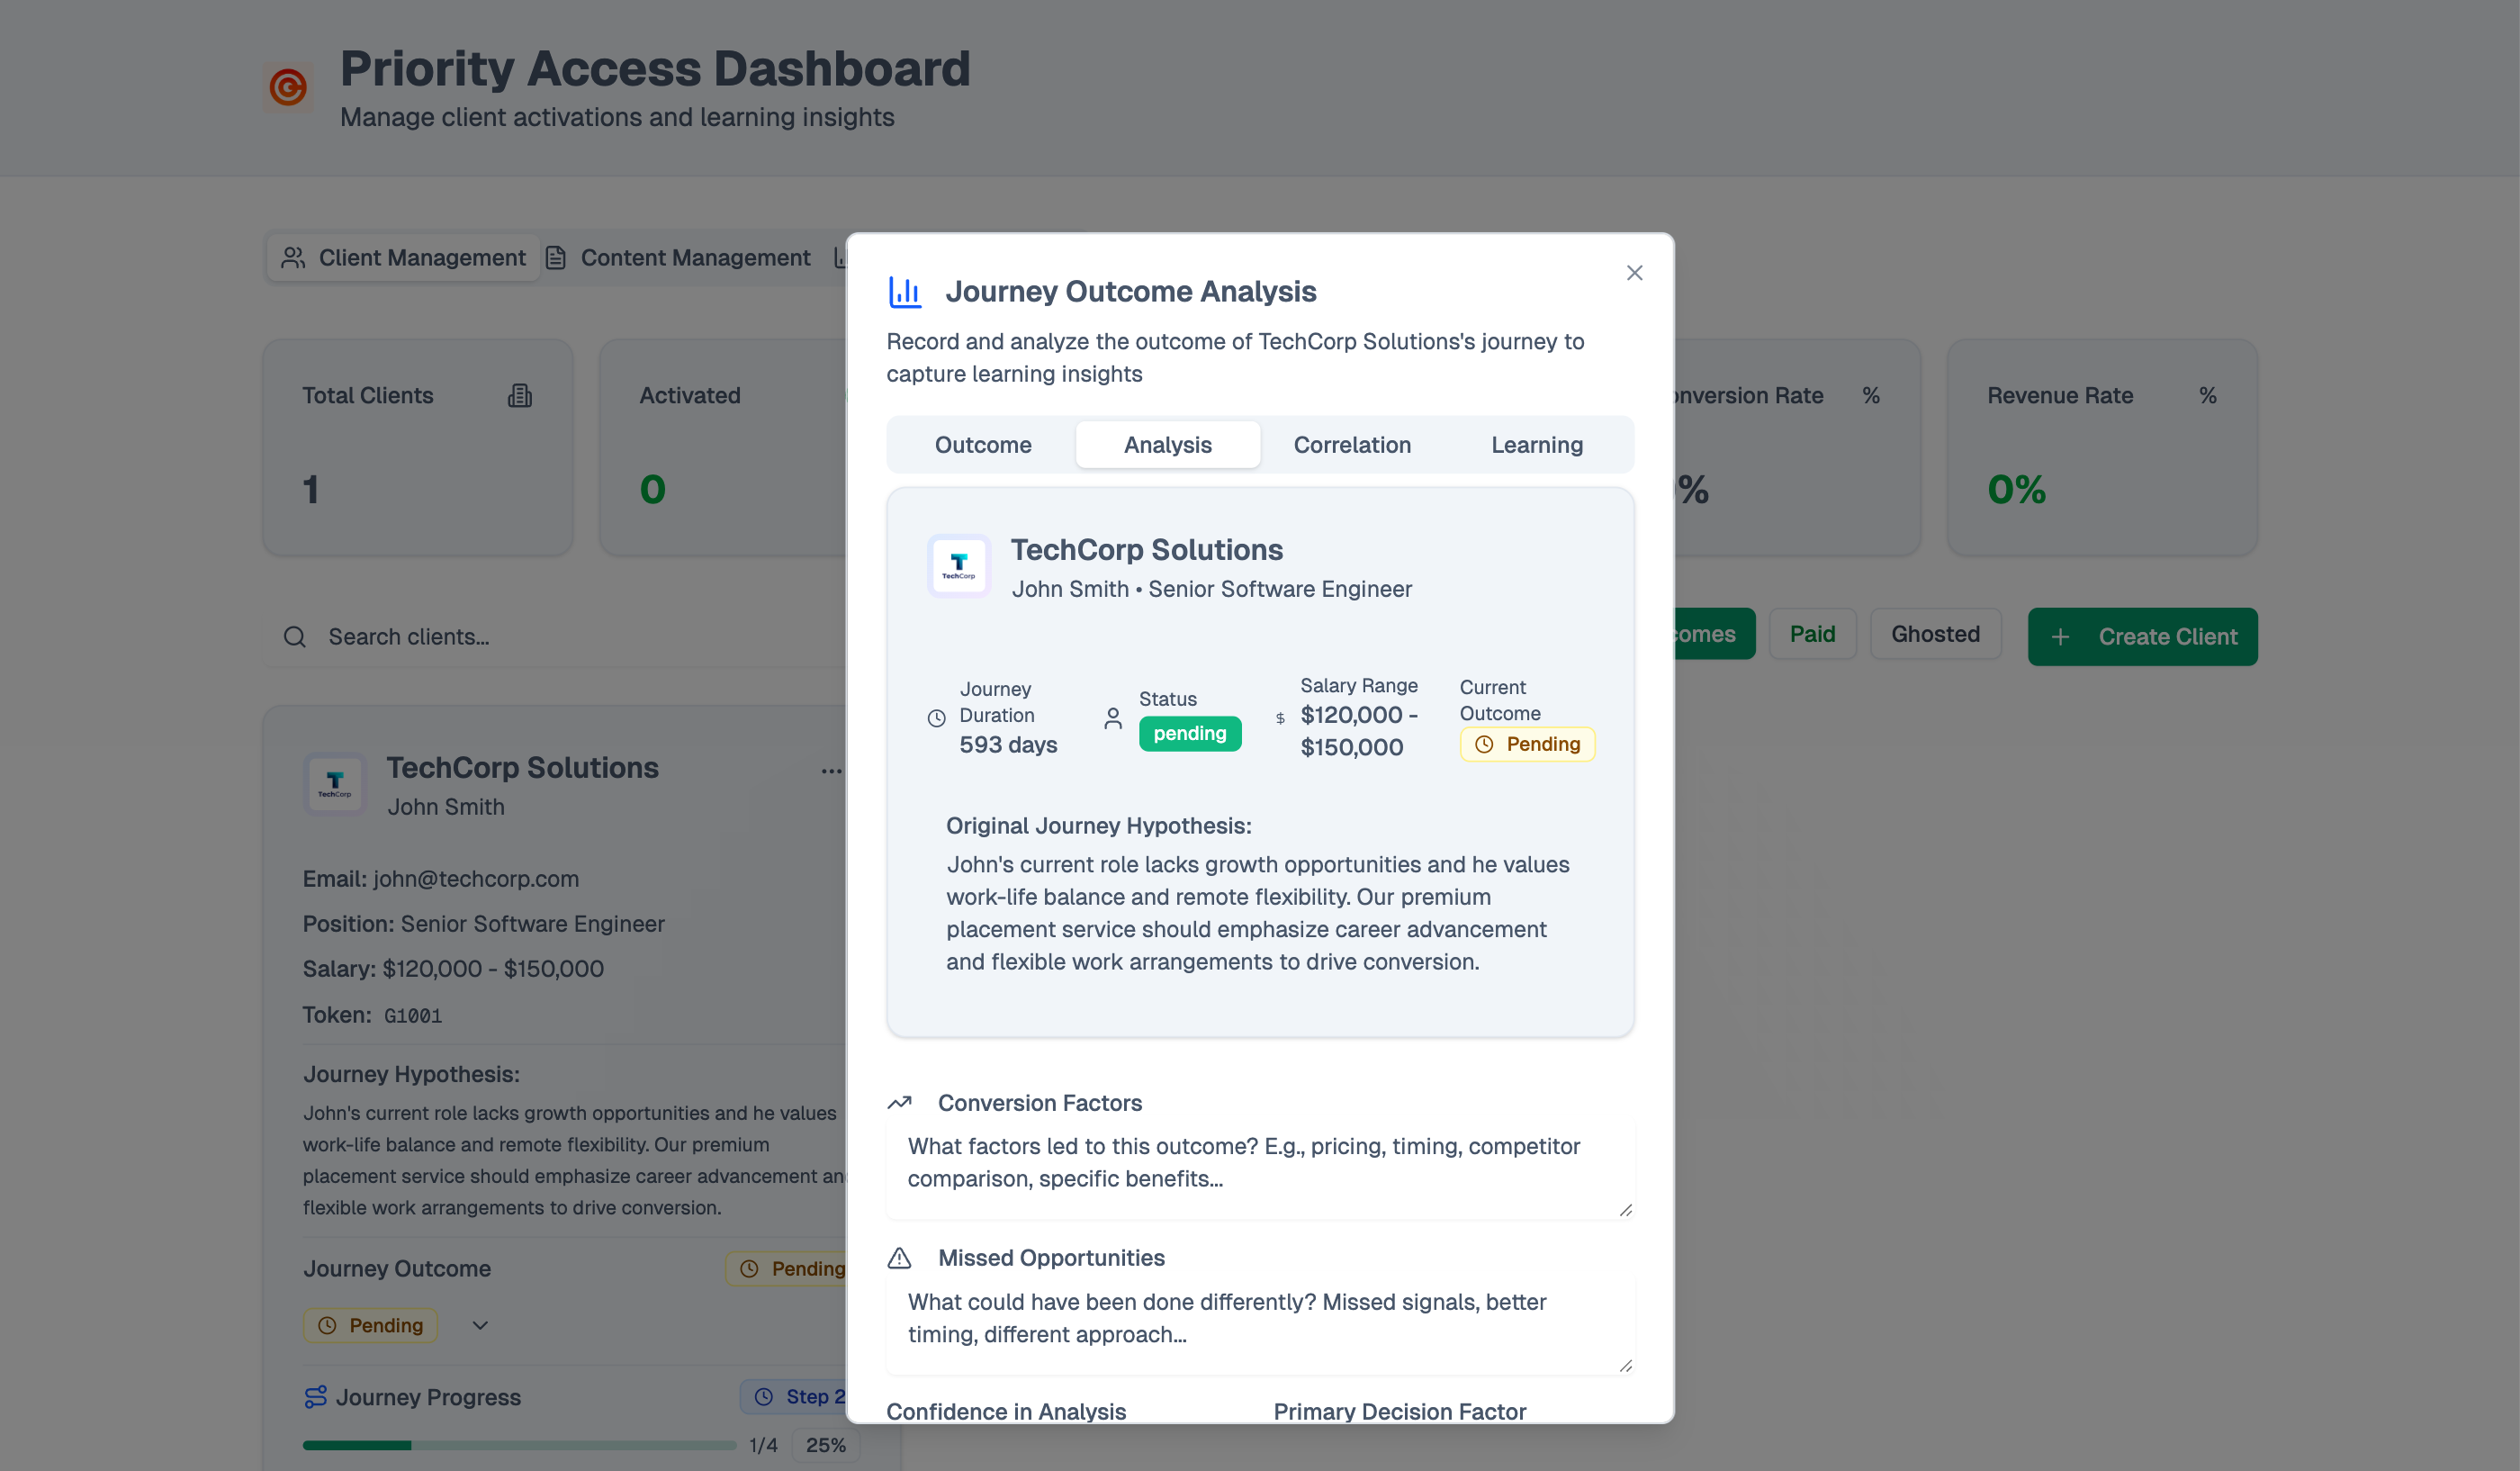 Priority Access Dashboard
Manage client activations and learning insights
Client Management
Content Management
Total Clients
1
Activated
0
onversion Rate %
%
Revenue Rate %
0%
Search clients...
comes
Paid
Ghosted
+ Create Client
TechCorp
TechCorp Solutions
John Smith
...
Email: john@techcorp.com
Position: Senior Software Engineer
Salary: $120,000 - $150,000
Token: G1001
Journey Hypothesis:
John's current role lacks growth opportunities and he values
work-life balance and remote flexibility. Our premium
placement service should emphasize career advancement an
flexible work arrangements to drive conversion.
Journey Outcome
Pending
Pending
Journey Progress
Step 2
1/4
25%
Journey Outcome Analysis
Record and analyze the outcome of TechCorp Solutions's journey to
capture learning insights
Outcome
Analysis
Correlation
Learning
TechCorp
TechCorp Solutions
John Smith • Senior Software Engineer
Journey
Duration
593 days
Status
pending
$
Salary Range
$120,000 -
$150,000
Current
Outcome
Pending
Original Journey Hypothesis:
John's current role lacks growth opportunities and he values
work-life balance and remote flexibility. Our premium
placement service should emphasize career advancement
and flexible work arrangements to drive conversion.
Conversion Factors
What factors led to this outcome? E.g., pricing, timing, competitor
comparison, specific benefits...
Missed Opportunities
What could have been done differently? Missed signals, better
timing, different approach...
Confidence in Analysis
Primary Decision Factor